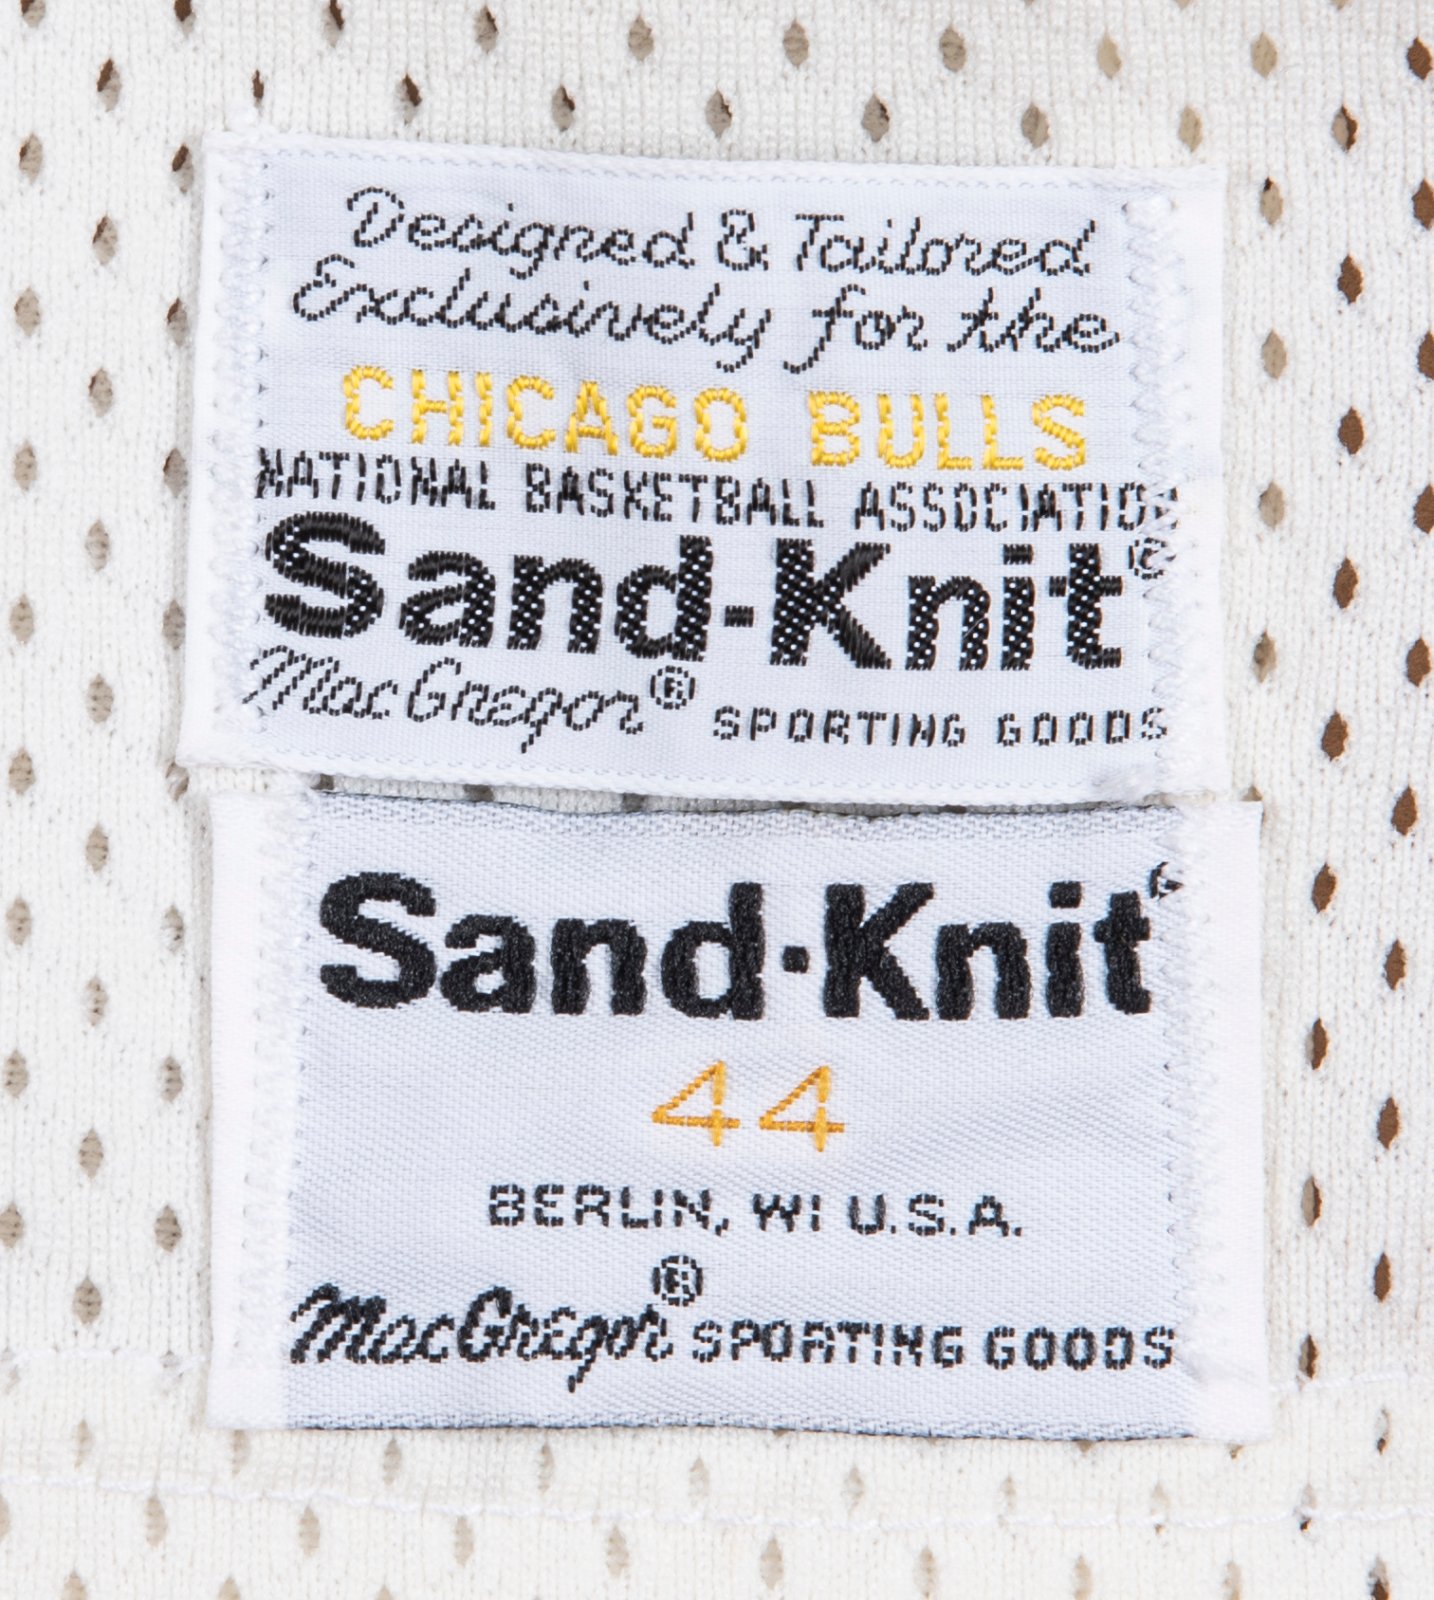 Designed & Tailored
Exclusively for the
CHICAGO BULLS
NATIONAL BASKETBALL ASSOCIATION
Sand-Knit®
MacGregor® SPORTING GOODS
Sand·Knit®
44
BERLIN, WI U.S.A.
MacGregor® SPORTING GOODS